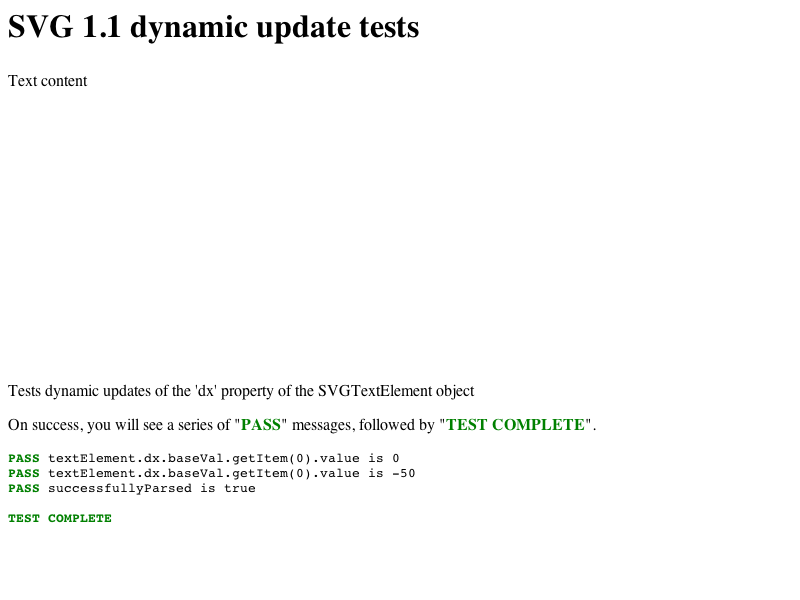 SVG 1.1 dynamic update tests
Text content
Tests dynamic updates of the 'dx' property of the SVGTextElement object
On success, you will see a series of "PASS" messages, followed by "TEST COMPLETE".
PASS textElement.dx.baseVal.getItem(0).value is 0
PASS textElement.dx.baseVal.getItem(0).value is -50
PASS successfullyParsed is true
TEST COMPLETE